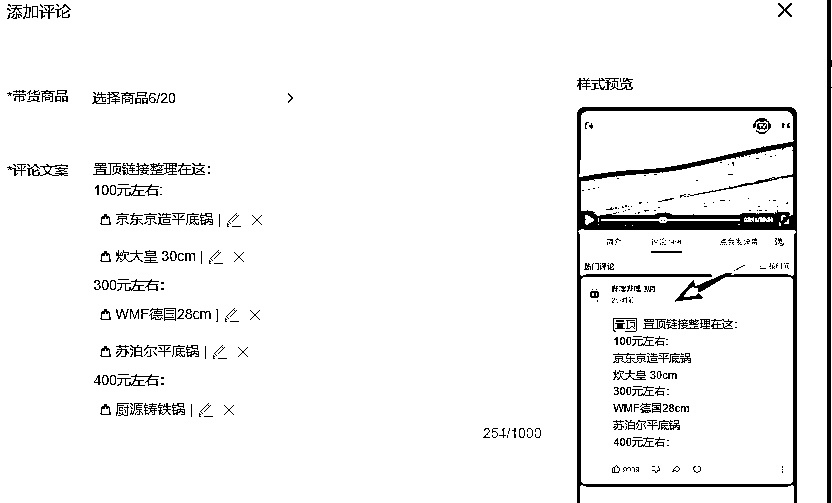 添加评论
*带货商品 选择商品6/20
*评论文案 置顶链接整理在这:
100元左右:
京东京造平底锅 |
炊大皇 30cm |
300元左右:
WMF德国28cm |
苏泊尔平底锅 |
400元左右:
厨源铸铁锅 |
254/1000
样式预览
简介
热门评论
按时间
置顶 置顶链接整理在这:
100元左右:
京东京造平底锅
炊大皇 30cm
300元左右:
WMF德国28cm
苏泊尔平底锅
400元左右:
9999